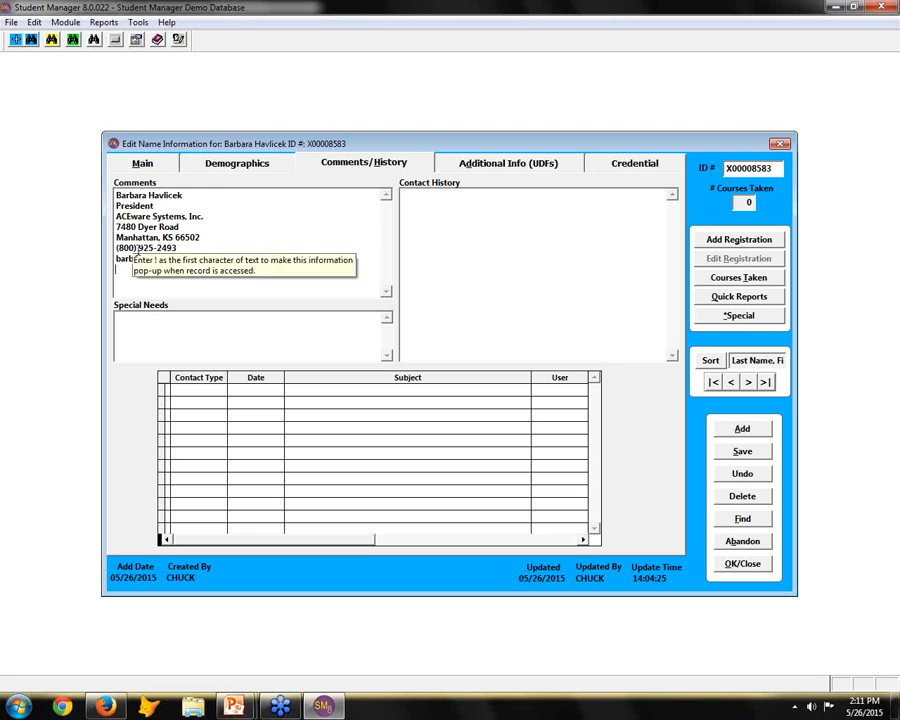 Student Manager 8.0.022 - Student Manager Demo Database
File Edit Module Reports Tools Help
Edit Name Information for: Barbara Havlicek ID #: X00008583
Main Demographics Comments/History Additional Info (UDFs) Credential
ID # X00008583
# Courses Taken
0
Comments
Barbara Havlicek
President
ACEware Systems, Inc.
7480 Dyer Road
Manhattan, KS 66502
(800)925-2493
Enter ! as the first character of text to make this information
pop-up when record is accessed.
Contact History
Special Needs
Contact Type Date Subject User
Add Registration
Edit Registration
Courses Taken
Quick Reports
*Special
Sort Last Name, Fi
|< < > >|
Add
Save
Undo
Delete
Find
Abandon
OK/Close
Add Date Created By Updated Updated By Update Time
05/26/2015 CHUCK 05/26/2015 CHUCK 14:04:25
SM8
2:11 PM
5/26/2015